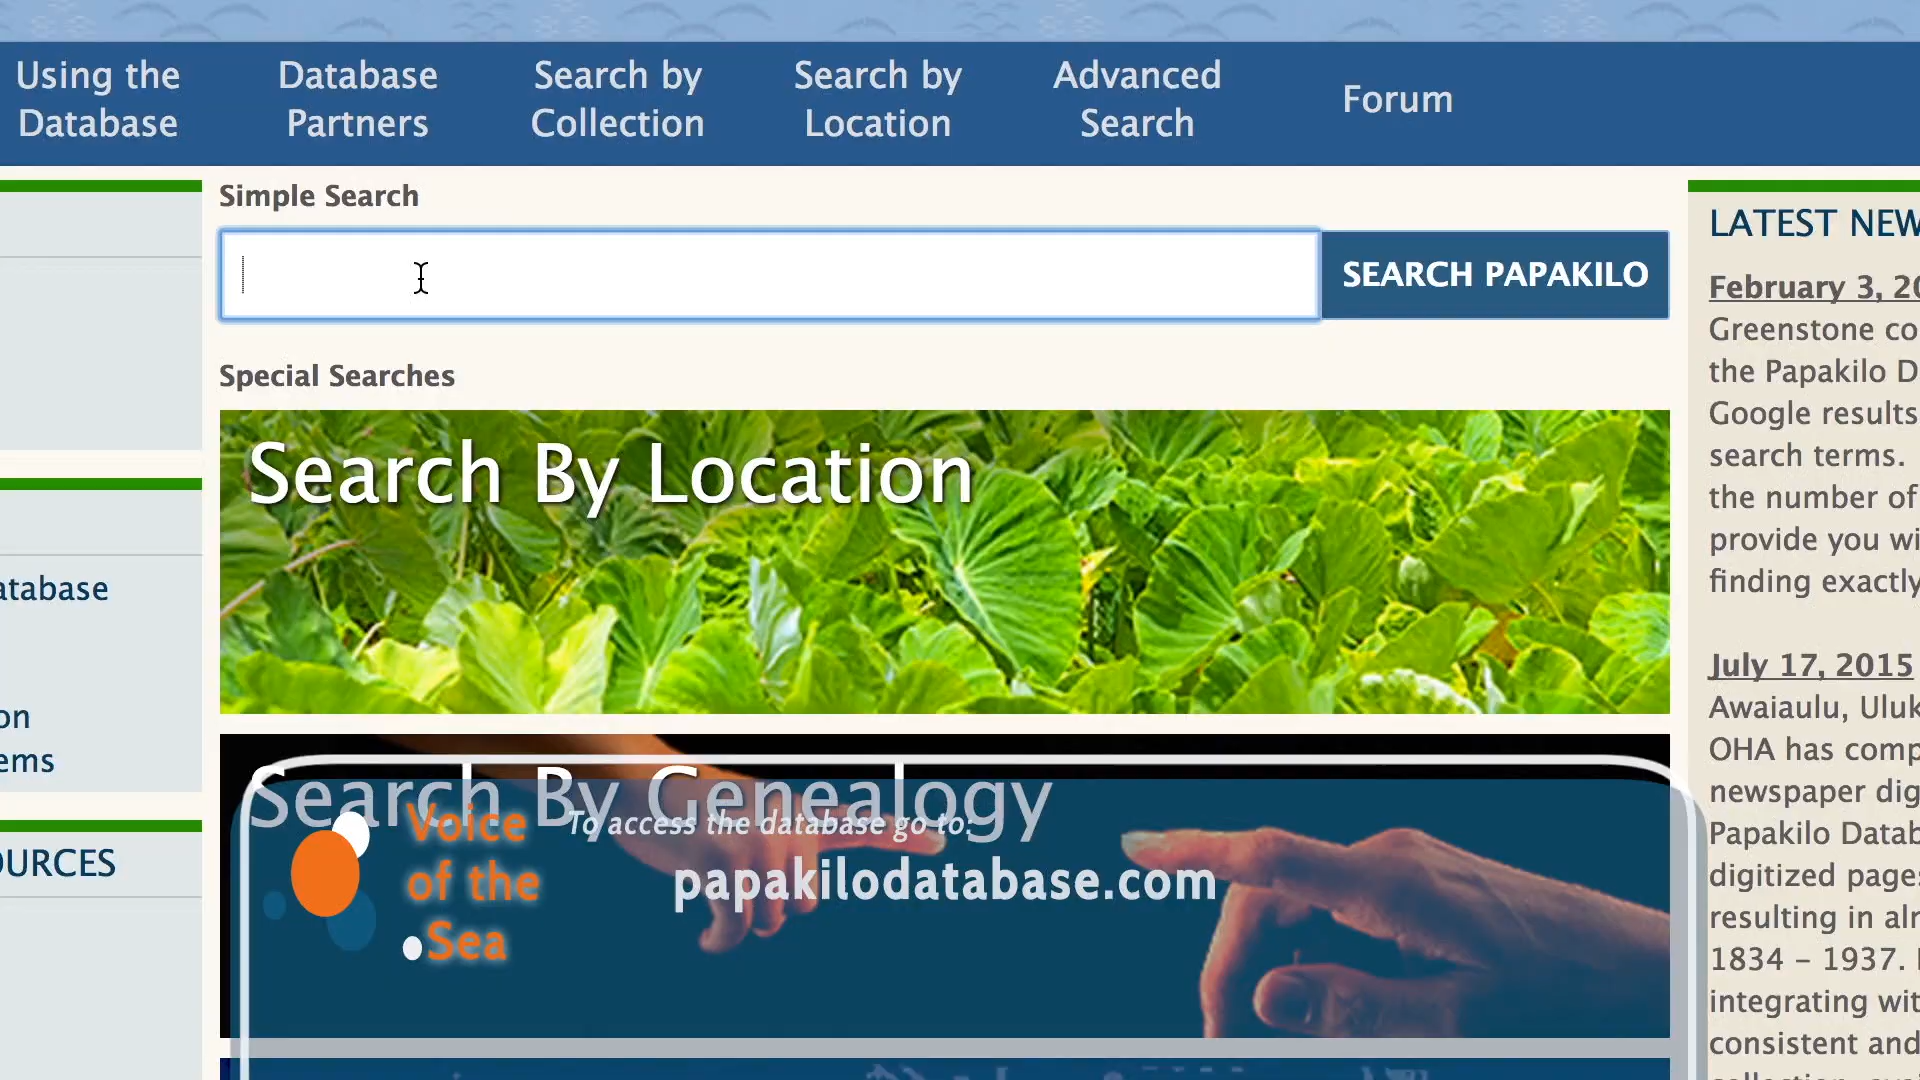 Using the
Database
Database
Partners
Search by
Collection
Search by
Location
Advanced
Search
Forum
Simple Search
SEARCH PAPAKILO
Special Searches
Search By Location
Search By Genealogy
Voice
of the
Sea
To access the database go to:
papakilodatabase.com
atabase
on
ems
OURCES
LATEST NEW
February 3, 20
Greenstone co
the Papakilo D
Google results
search terms.
the number of
provide you wi
finding exactly
July 17, 2015
Awaiaulu, Uluk
OHA has comp
newspaper dig
Papakilo Datab
digitized pages
resulting in alr
1834 – 1937.
integrating wit
consistent and